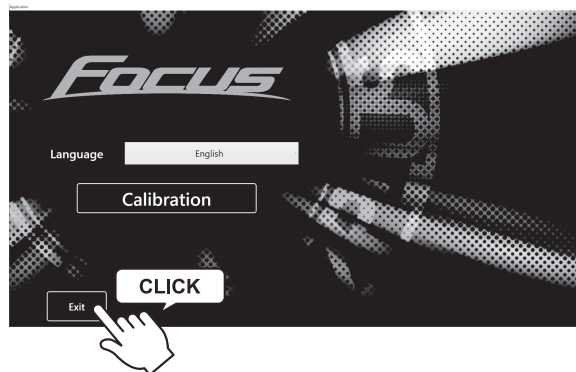 Application
Focus
Language English
Calibration
CLICK
Exit